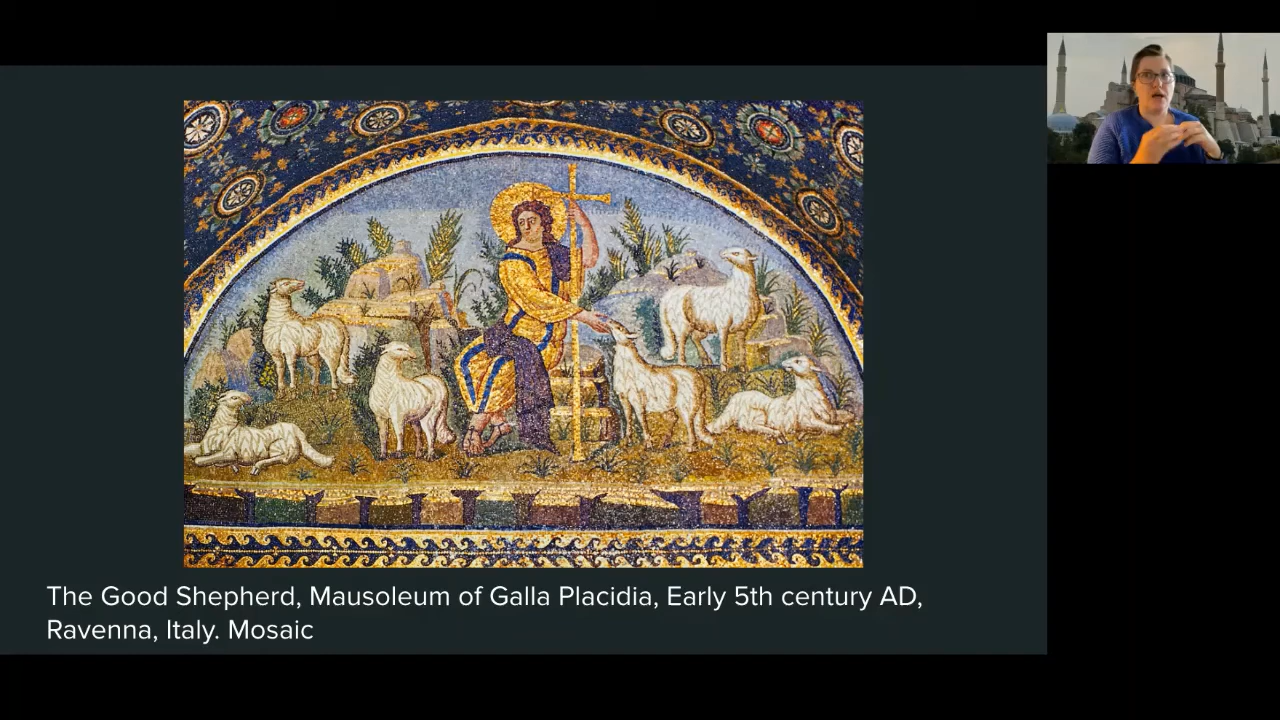 The Good Shepherd, Mausoleum of Galla Placidia, Early 5th century AD,
Ravenna, Italy. Mosaic